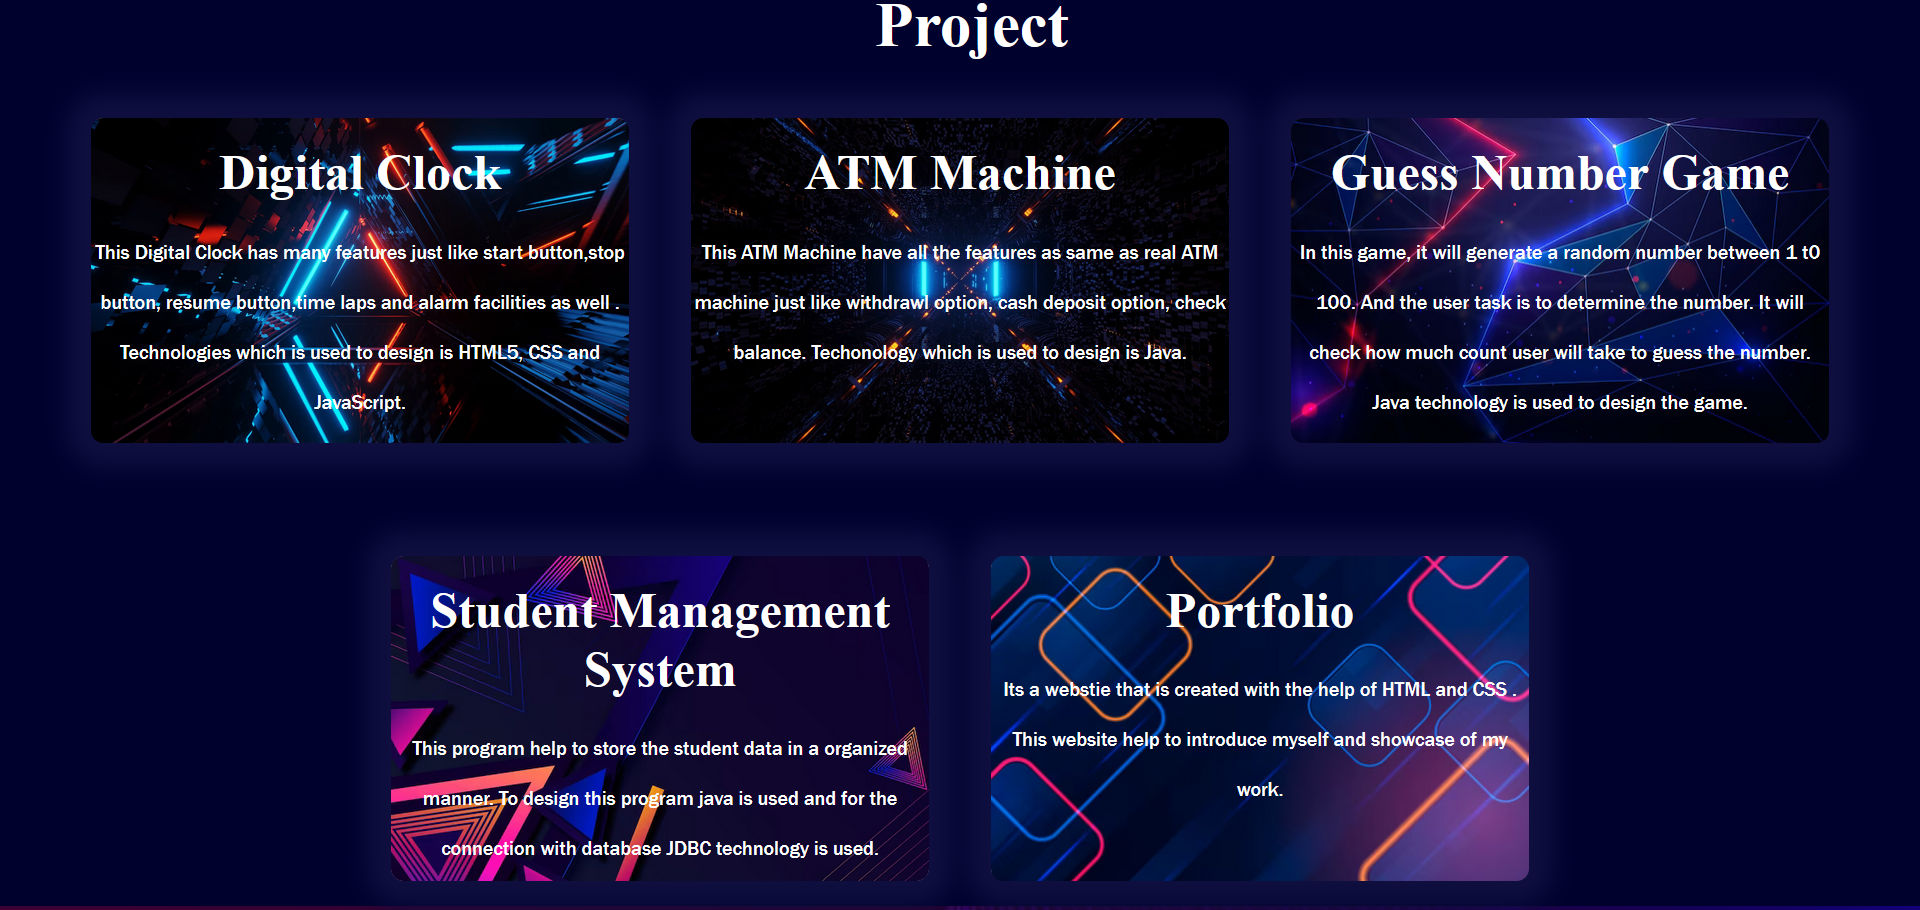 Project
Digital Clock
This Digital Clock has many features just like start button,stop
button, resume button,time laps and alarm facilities as well .
Technologies which is used to design is HTML5, CSS and
JavaScript.
ATM Machine
This ATM Machine have all the features as same as real ATM
machine just like withdrawl option, cash deposit option, check
balance. Techonology which is used to design is Java.
Guess Number Game
In this game, it will generate a random number between 1 t0
100. And the user task is to determine the number. It will
check how much count user will take to guess the number.
Java technology is used to design the game.
Student Management
System
This program help to store the student data in a organized
manner. To design this program java is used and for the
connection with database JDBC technology is used.
Portfolio
Its a webstie that is created with the help of HTML and CSS .
This website help to introduce myself and showcase of my
work.